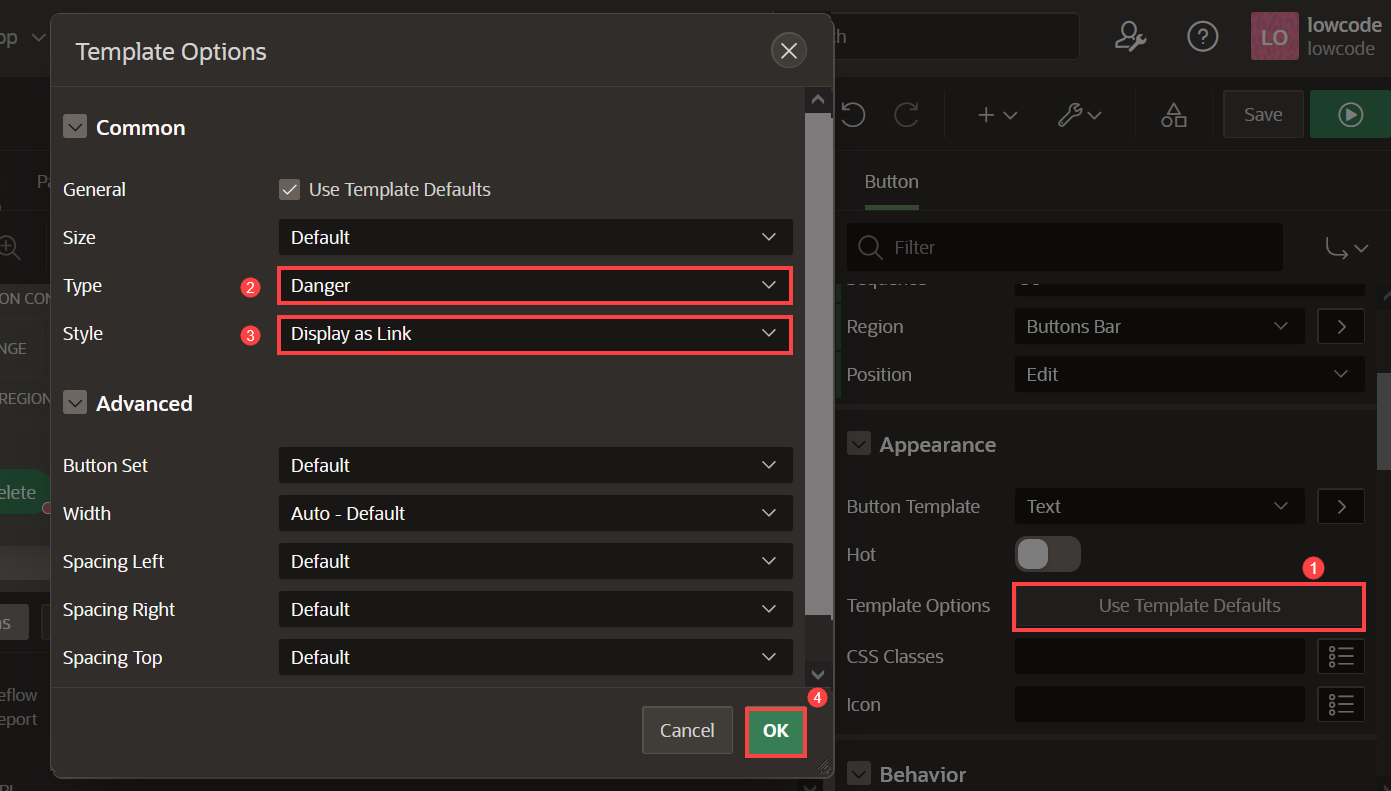 Template Options
Common
General
Use Template Defaults
Size
Default
Type
2
Danger
Style
3
Display as Link
Advanced
Button Set
Default
Width
Auto - Default
Spacing Left
Default
Spacing Right
Default
Spacing Top
Default
4
Cancel
OK
pp
h
LO
lowcode
lowcode
Save
Pa
Button
Filter
ON CON
NGE
REGION
elete
s
eflow
eport
Region
Buttons Bar
Position
Edit
Appearance
Button Template
Text
Hot
1
Template Options
Use Template Defaults
CSS Classes
Icon
Behavior